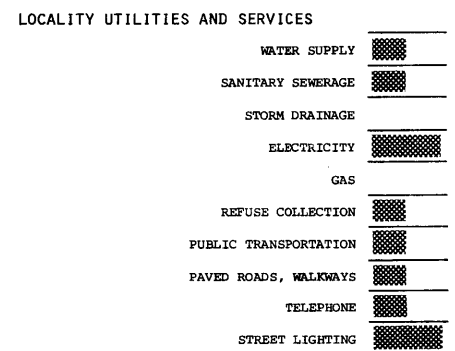 LOCALITY UTILITIES AND SERVICES
WATER SUPPLY
SANITARY SEWERAGE
STORM DRAINAGE
ELECTRICITY
GAS
REFUSE COLLECTION
PUBLIC TRANSPORTATION
PAVED ROADS, WALKWAYS
TELEPHONE
STREET LIGHTING